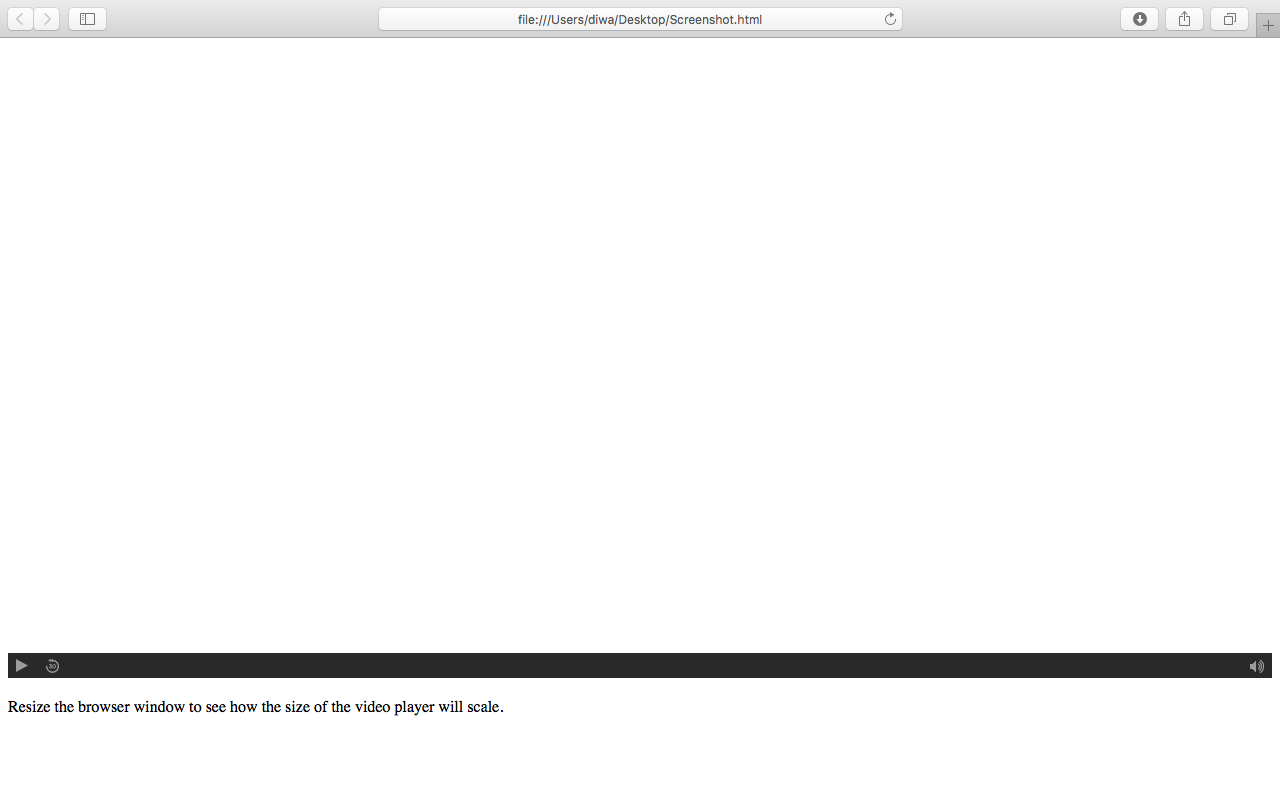 file:///Users/diwa/Desktop/Screenshot.html
30
Resize the browser window to see how the size of the video player will scale.